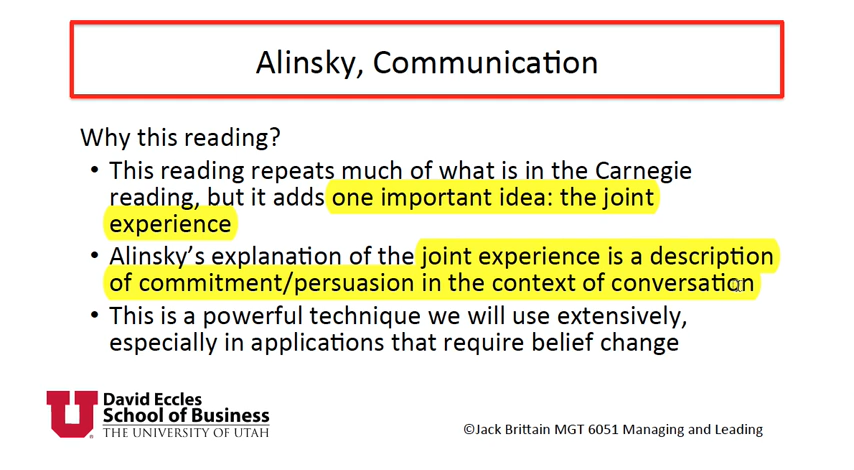 Alinsky, Communication
Why this reading?
• This reading repeats much of what is in the Carnegie
reading, but it adds one important idea: the joint
experience
• Alinsky’s explanation of the joint experience is a description
of commitment/persuasion in the context of conversation
• This is a powerful technique we will use extensively,
especially in applications that require belief change
U
David Eccles
School of Business
THE UNIVERSITY OF UTAH
©Jack Brittain MGT 6051 Managing and Leading